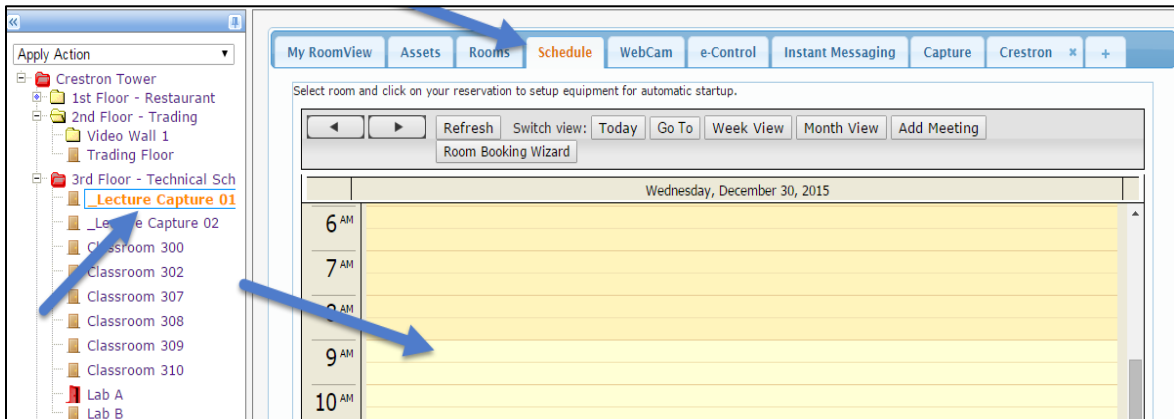 «
Apply Action
Crestron Tower
1st Floor - Restaurant
2nd Floor - Trading
Video Wall 1
Trading Floor
3rd Floor - Technical Sch
_Lecture Capture 01
_Lecture Capture 02
Classroom 300
Classroom 302
Classroom 307
Classroom 308
Classroom 309
Classroom 310
Lab A
Lab B
My RoomView Assets Rooms Schedule WebCam e-Control Instant Messaging Capture Crestron × +
Select room and click on your reservation to setup equipment for automatic startup.
Refresh Switch view: Today Go To Week View Month View Add Meeting
Room Booking Wizard
Wednesday, December 30, 2015
6 AM
7 AM
8 AM
9 AM
10 AM